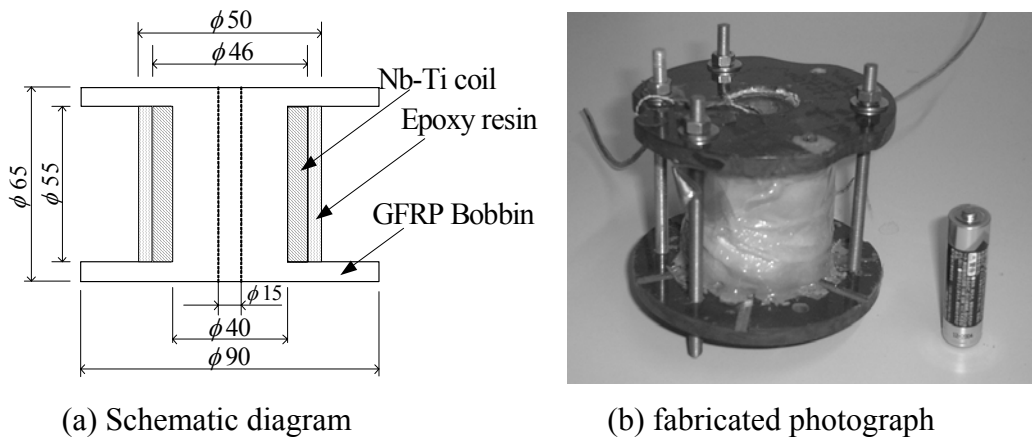 ϕ50
ϕ46
Nb-Ti coil
Epoxy resin
ϕ65
ϕ55
GFRP Bobbin
ϕ15
ϕ40
ϕ90
(a) Schematic diagram
(b) fabricated photograph